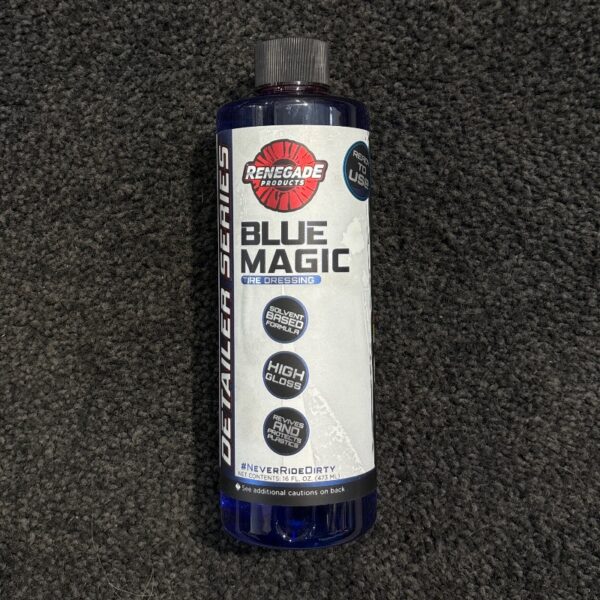 RENEGADE
PRODUCTS
READY
TO
USE
DETAILER SERIES
BLUE
MAGIC
TIRE DRESSING
SOLVENT
BASED
FORMULA
HIGH
GLOSS
REVIVES
AND
PROTECTS
PLASTICS
#NEVERRIDEDIRTY
NET CONTENTS: 16 FL. OZ. (473 ML)
See additional cautions on back